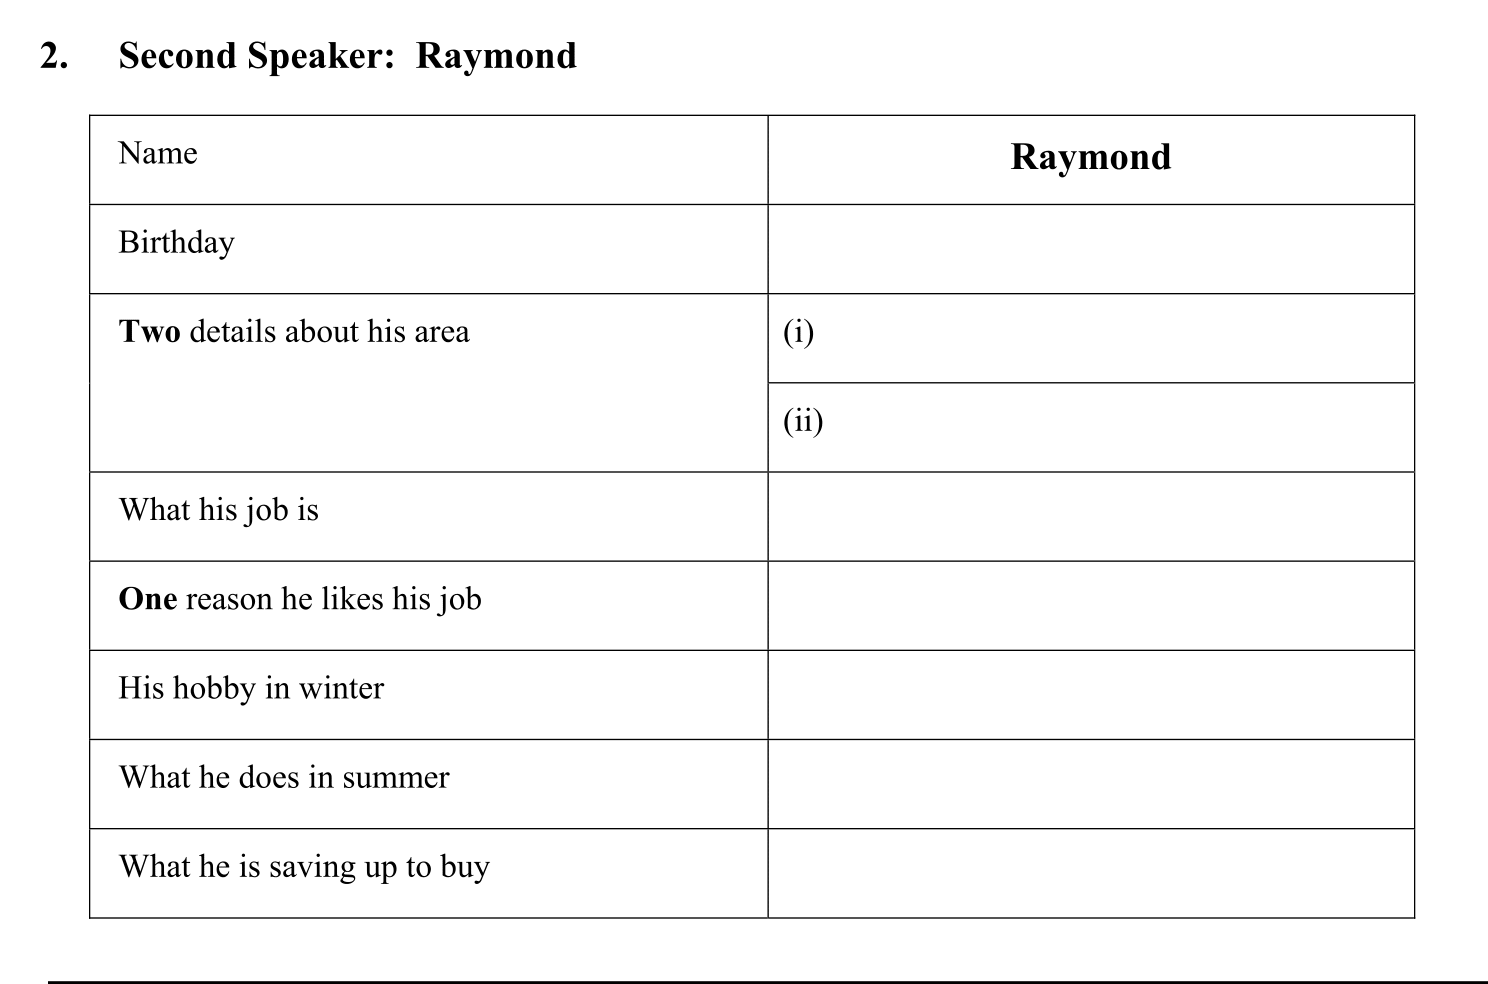 2. Second Speaker: Raymond
Name
Raymond
Birthday
Two details about his area
(i)
(ii)
What his job is
One reason he likes his job
His hobby in winter
What he does in summer
What he is saving up to buy